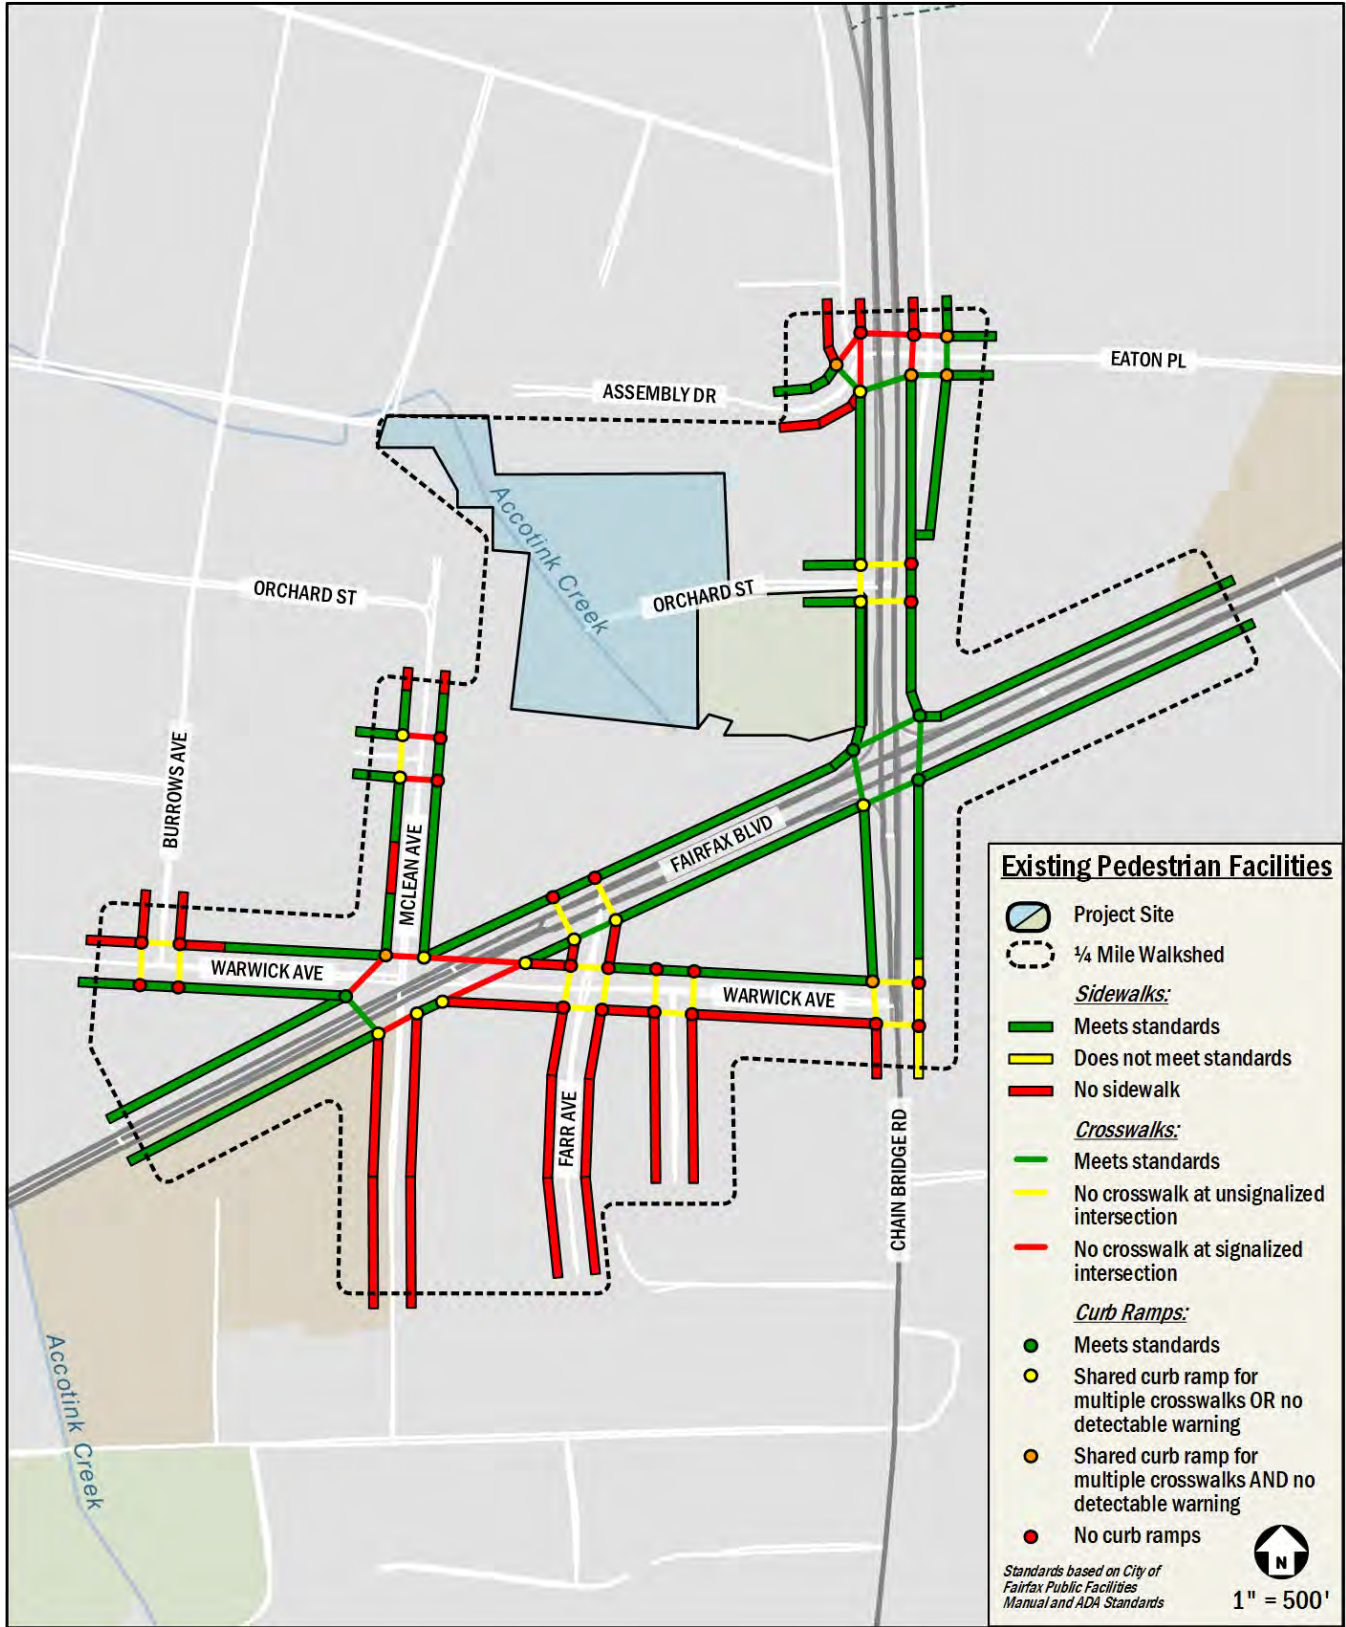 EATON PL
ASSEMBLY DR
Accotink Creek
ORCHARD ST
ORCHARD ST
BURROWS AVE
MCLEAN AVE
FAIRFAX BLVD
WARWICK AVE
WARWICK AVE
FARR AVE
CHAIN BRIDGE RD
Accotink Creek
Existing Pedestrian Facilities
Project Site
¼ Mile Walkshed
Sidewalks:
Meets standards
Does not meet standards
No sidewalk
Crosswalks:
Meets standards
No crosswalk at unsignalized
intersection
No crosswalk at signalized
intersection
Curb Ramps:
Meets standards
Shared curb ramp for
multiple crosswalks OR no
detectable warning
Shared curb ramp for
multiple crosswalks AND no
detectable warning
No curb ramps
Standards based on City of
Fairfax Public Facilities
Manual and ADA Standards
N
1" = 500'